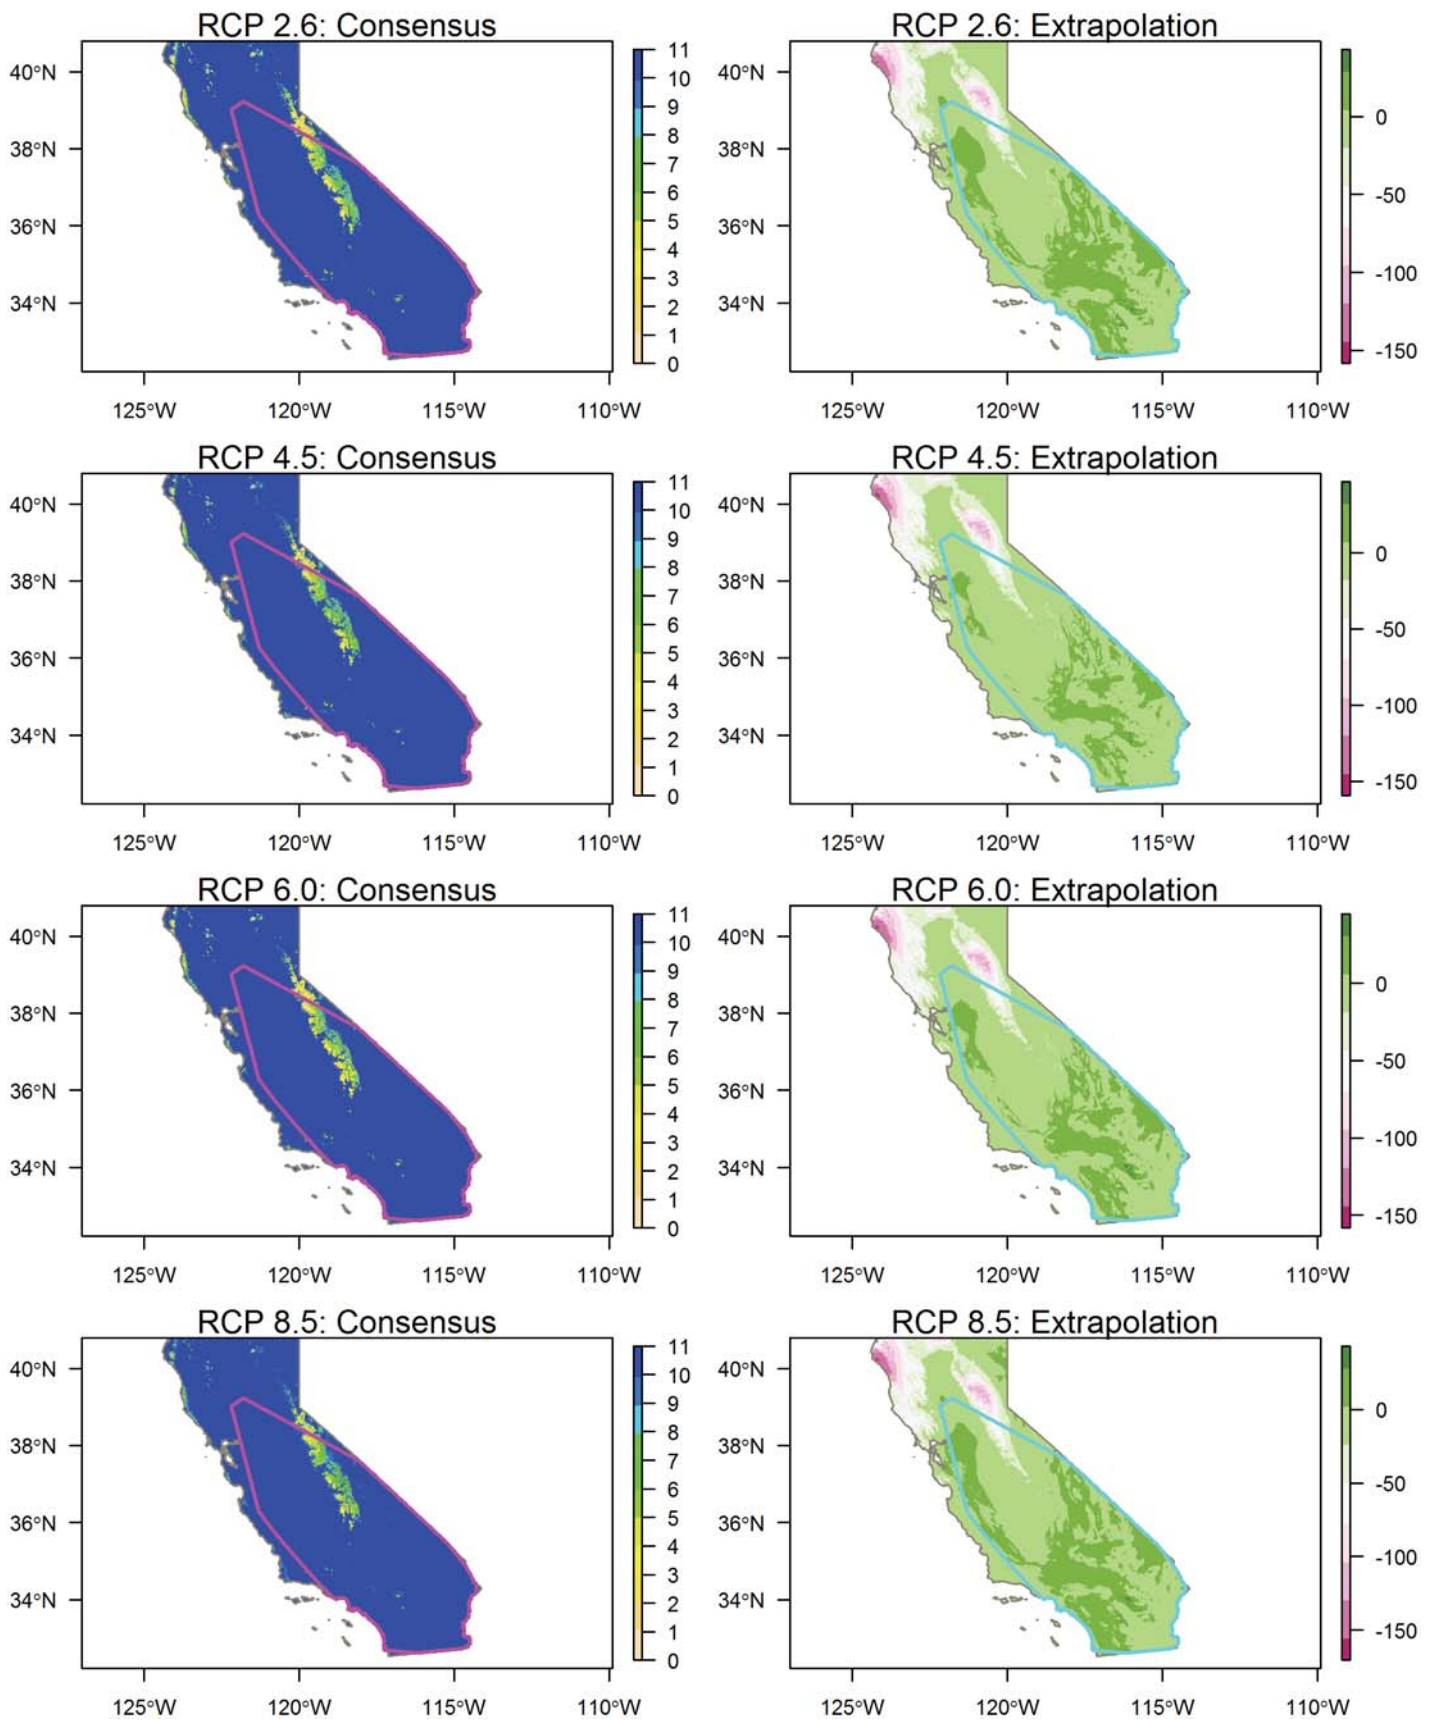 RCP 2.6: Consensus
RCP 2.6: Extrapolation
40°N
38°N
36°N
34°N
11
10
9
8
7
6
5
4
3
2
1
0
40°N
38°N
36°N
34°N
0
-50
-100
-150
125°W 120°W 115°W 110°W
125°W 120°W 115°W 110°W
RCP 4.5: Consensus
RCP 4.5: Extrapolation
40°N
38°N
36°N
34°N
11
10
9
8
7
6
5
4
3
2
1
0
40°N
38°N
36°N
34°N
0
-50
-100
-150
125°W 120°W 115°W 110°W
125°W 120°W 115°W 110°W
RCP 6.0: Consensus
RCP 6.0: Extrapolation
40°N
38°N
36°N
34°N
11
10
9
8
7
6
5
4
3
2
1
0
40°N
38°N
36°N
34°N
0
-50
-100
-150
125°W 120°W 115°W 110°W
125°W 120°W 115°W 110°W
RCP 8.5: Consensus
RCP 8.5: Extrapolation
40°N
38°N
36°N
34°N
11
10
9
8
7
6
5
4
3
2
1
0
40°N
38°N
36°N
34°N
0
-50
-100
-150
125°W 120°W 115°W 110°W
125°W 120°W 115°W 110°W